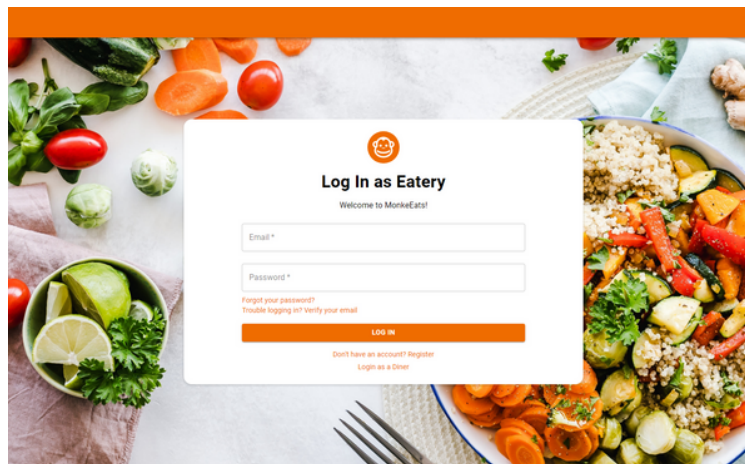 Log In as Eatery
Welcome to MonkeEats!
Email *
Password *
Forgot your password?
Trouble logging in? Verify your email
LOG IN
Don't have an account? Register
Login as a Diner